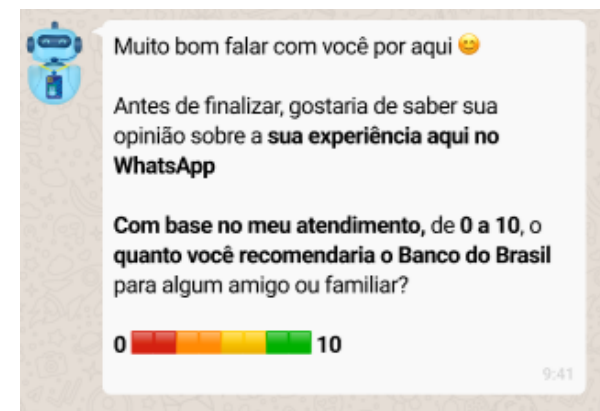 Muito bom falar com você por aqui 😊
Antes de finalizar, gostaria de saber sua
opinião sobre a sua experiência aqui no
WhatsApp
Com base no meu atendimento, de 0 a 10, o
quanto você recomendaria o Banco do Brasil
para algum amigo ou familiar?
0 10
9:41